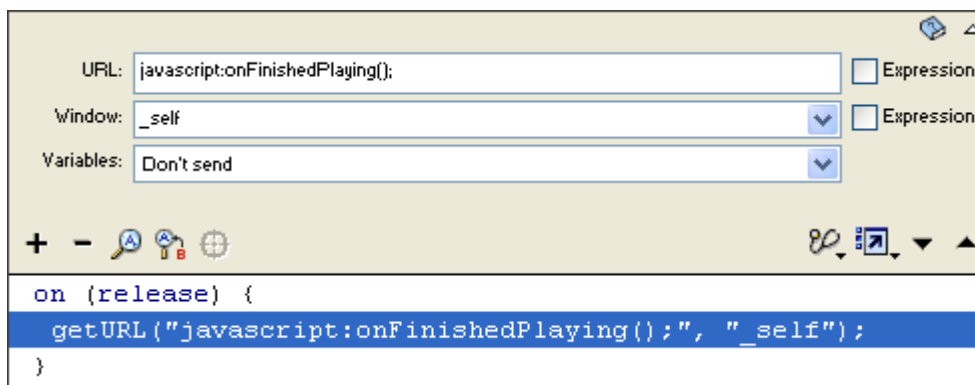 URL: javascript:onFinishedPlaying(); Expression
Window: _self Expression
Variables: Don't send
on (release) {
getURL("javascript:onFinishedPlaying();", "_self");
}